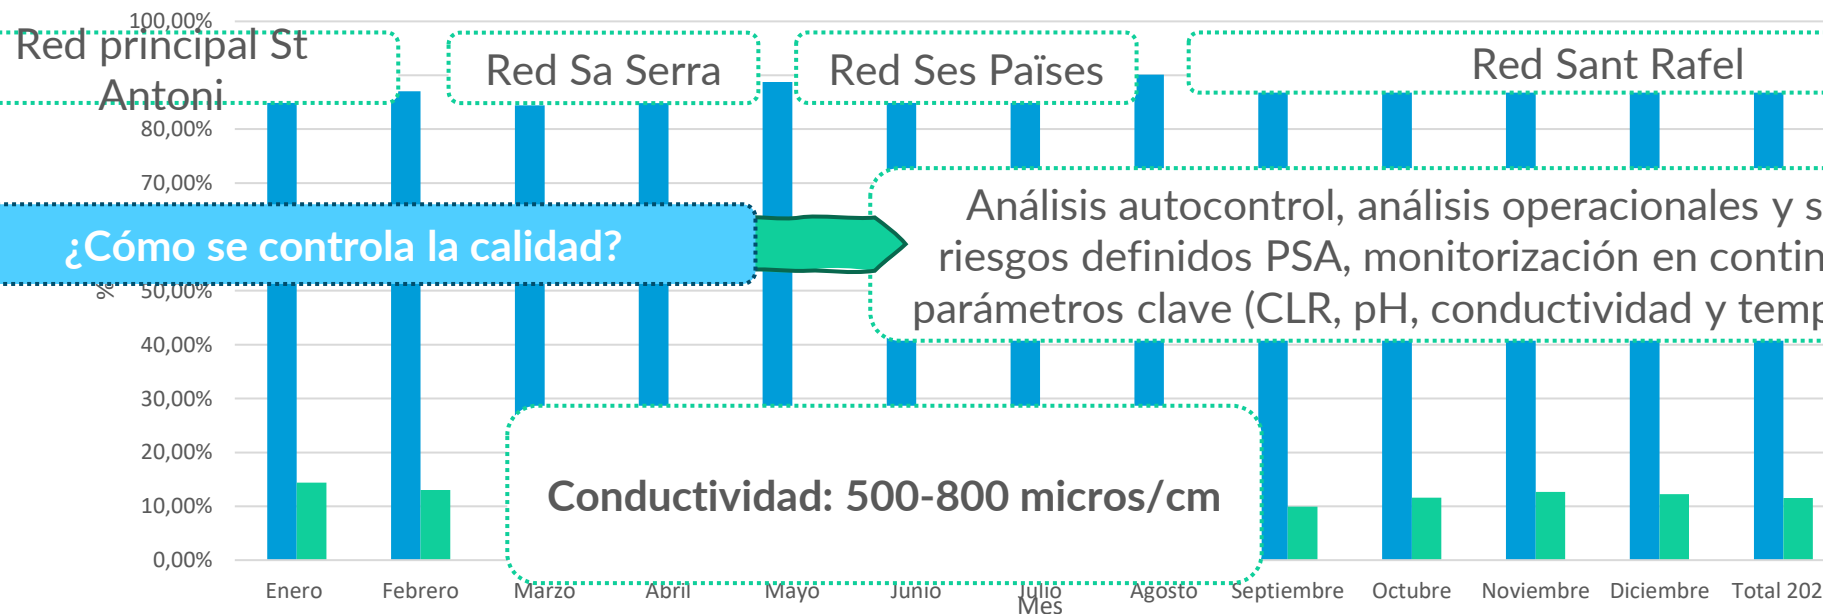 100,00%
Red principal St
Antoni
Red Sa Serra
Red Ses Països
Red Sant Rafel
80,00%
70,00%
¿Cómo se controla la calidad?
Análisis autocontrol, análisis operacionales y s
riesgos definidos PSA, monitorización en contin
parámetros clave (CLR, pH, conductividad y temp
%
50,00%
40,00%
30,00%
20,00%
10,00%
0,00%
Conductividad: 500-800 micros/cm
Enero Febrero Marzo Abril Mayo Junio Julio Agosto Septiembre Octubre Noviembre Diciembre Total 202
Mes